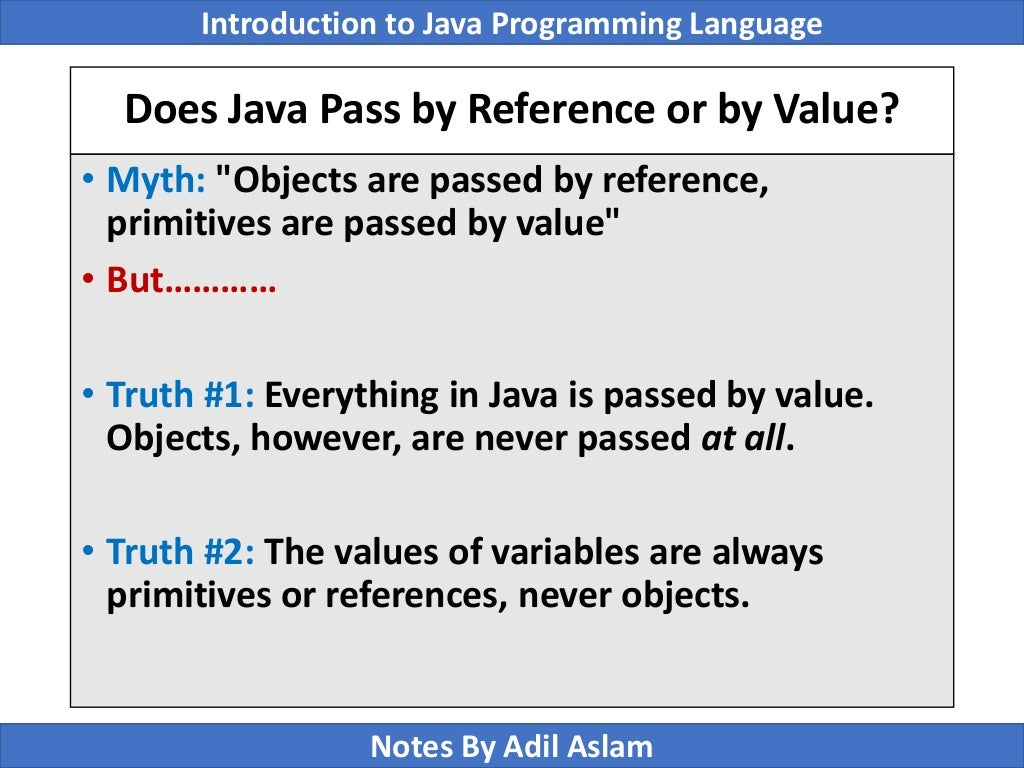 Introduction to Java Programming Language
Does Java Pass by Reference or by Value?
• Myth: "Objects are passed by reference,
primitives are passed by value"
• But…………
• Truth #1: Everything in Java is passed by value.
Objects, however, are never passed at all.
• Truth #2: The values of variables are always
primitives or references, never objects.
Notes By Adil Aslam